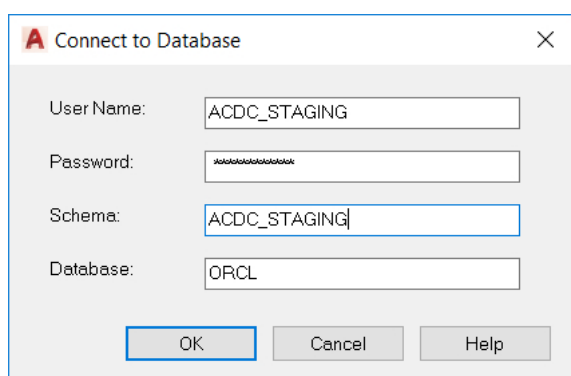 Connect to Database
User Name: ACDC_STAGING
Password: *************
Schema: ACDC_STAGING
Database: ORCL
OK Cancel Help